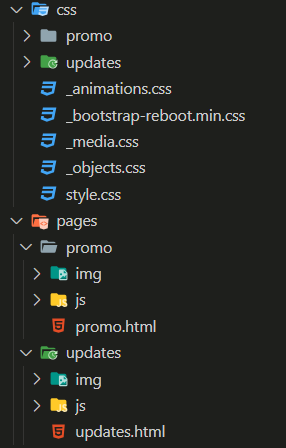 css
promo
updates
_animations.css
_bootstrap-reboot.min.css
_media.css
_objects.css
style.css
pages
promo
img
js
promo.html
updates
img
js
updates.html